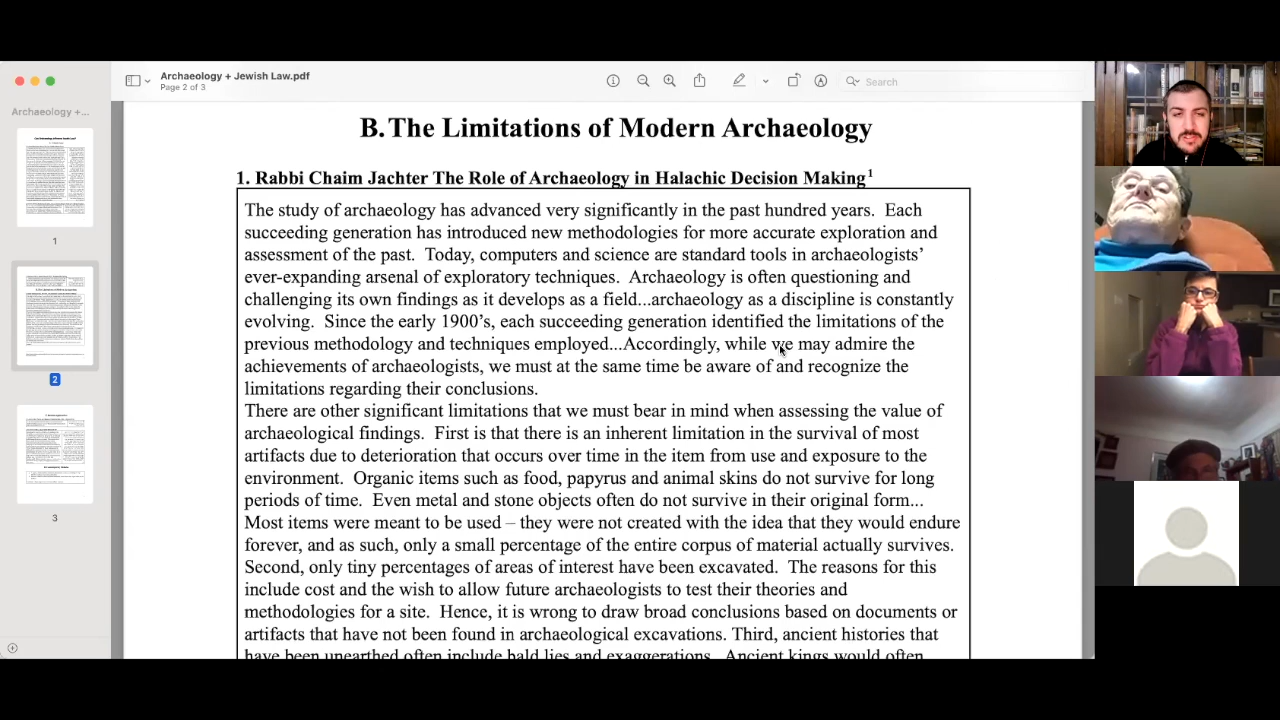 Archaeology + Jewish Law.pdf
Page 2 of 3
Search
Archaeology +...
1
2
3
B. The Limitations of Modern Archaeology
1. Rabbi Chaim Jachter The Role of Archaeology in Halachic Decision Making1
The study of archaeology has advanced very significantly in the past hundred years. Each
succeeding generation has introduced new methodologies for more accurate exploration and
assessment of the past. Today, computers and science are standard tools in archaeologists’
ever-expanding arsenal of exploratory techniques. Archaeology is often questioning and
challenging its own findings as it develops as a field...archaeology as a discipline is constantly
evolving. Since the early 1900’s each succeeding generation identified the limitations of the
previous methodology and techniques employed...Accordingly, while we may admire the
achievements of archaeologists, we must at the same time be aware of and recognize the
limitations regarding their conclusions.
There are other significant limitations that we must bear in mind when assessing the value of
archaeological findings. First is that there is an inherent limitation in the survival of most
artifacts due to deterioration that occurs over time in the item from use and exposure to the
environment. Organic items such as food, papyrus and animal skins do not survive for long
periods of time. Even metal and stone objects often do not survive in their original form...
Most items were meant to be used – they were not created with the idea that they would endure
forever, and as such, only a small percentage of the entire corpus of material actually survives.
Second, only tiny percentages of areas of interest have been excavated. The reasons for this
include cost and the wish to allow future archaeologists to test their theories and
methodologies for a site. Hence, it is wrong to draw broad conclusions based on documents or
artifacts that have not been found in archaeological excavations. Third, ancient histories that
have been unearthed often include bald lies and exaggerations. Ancient kings would often